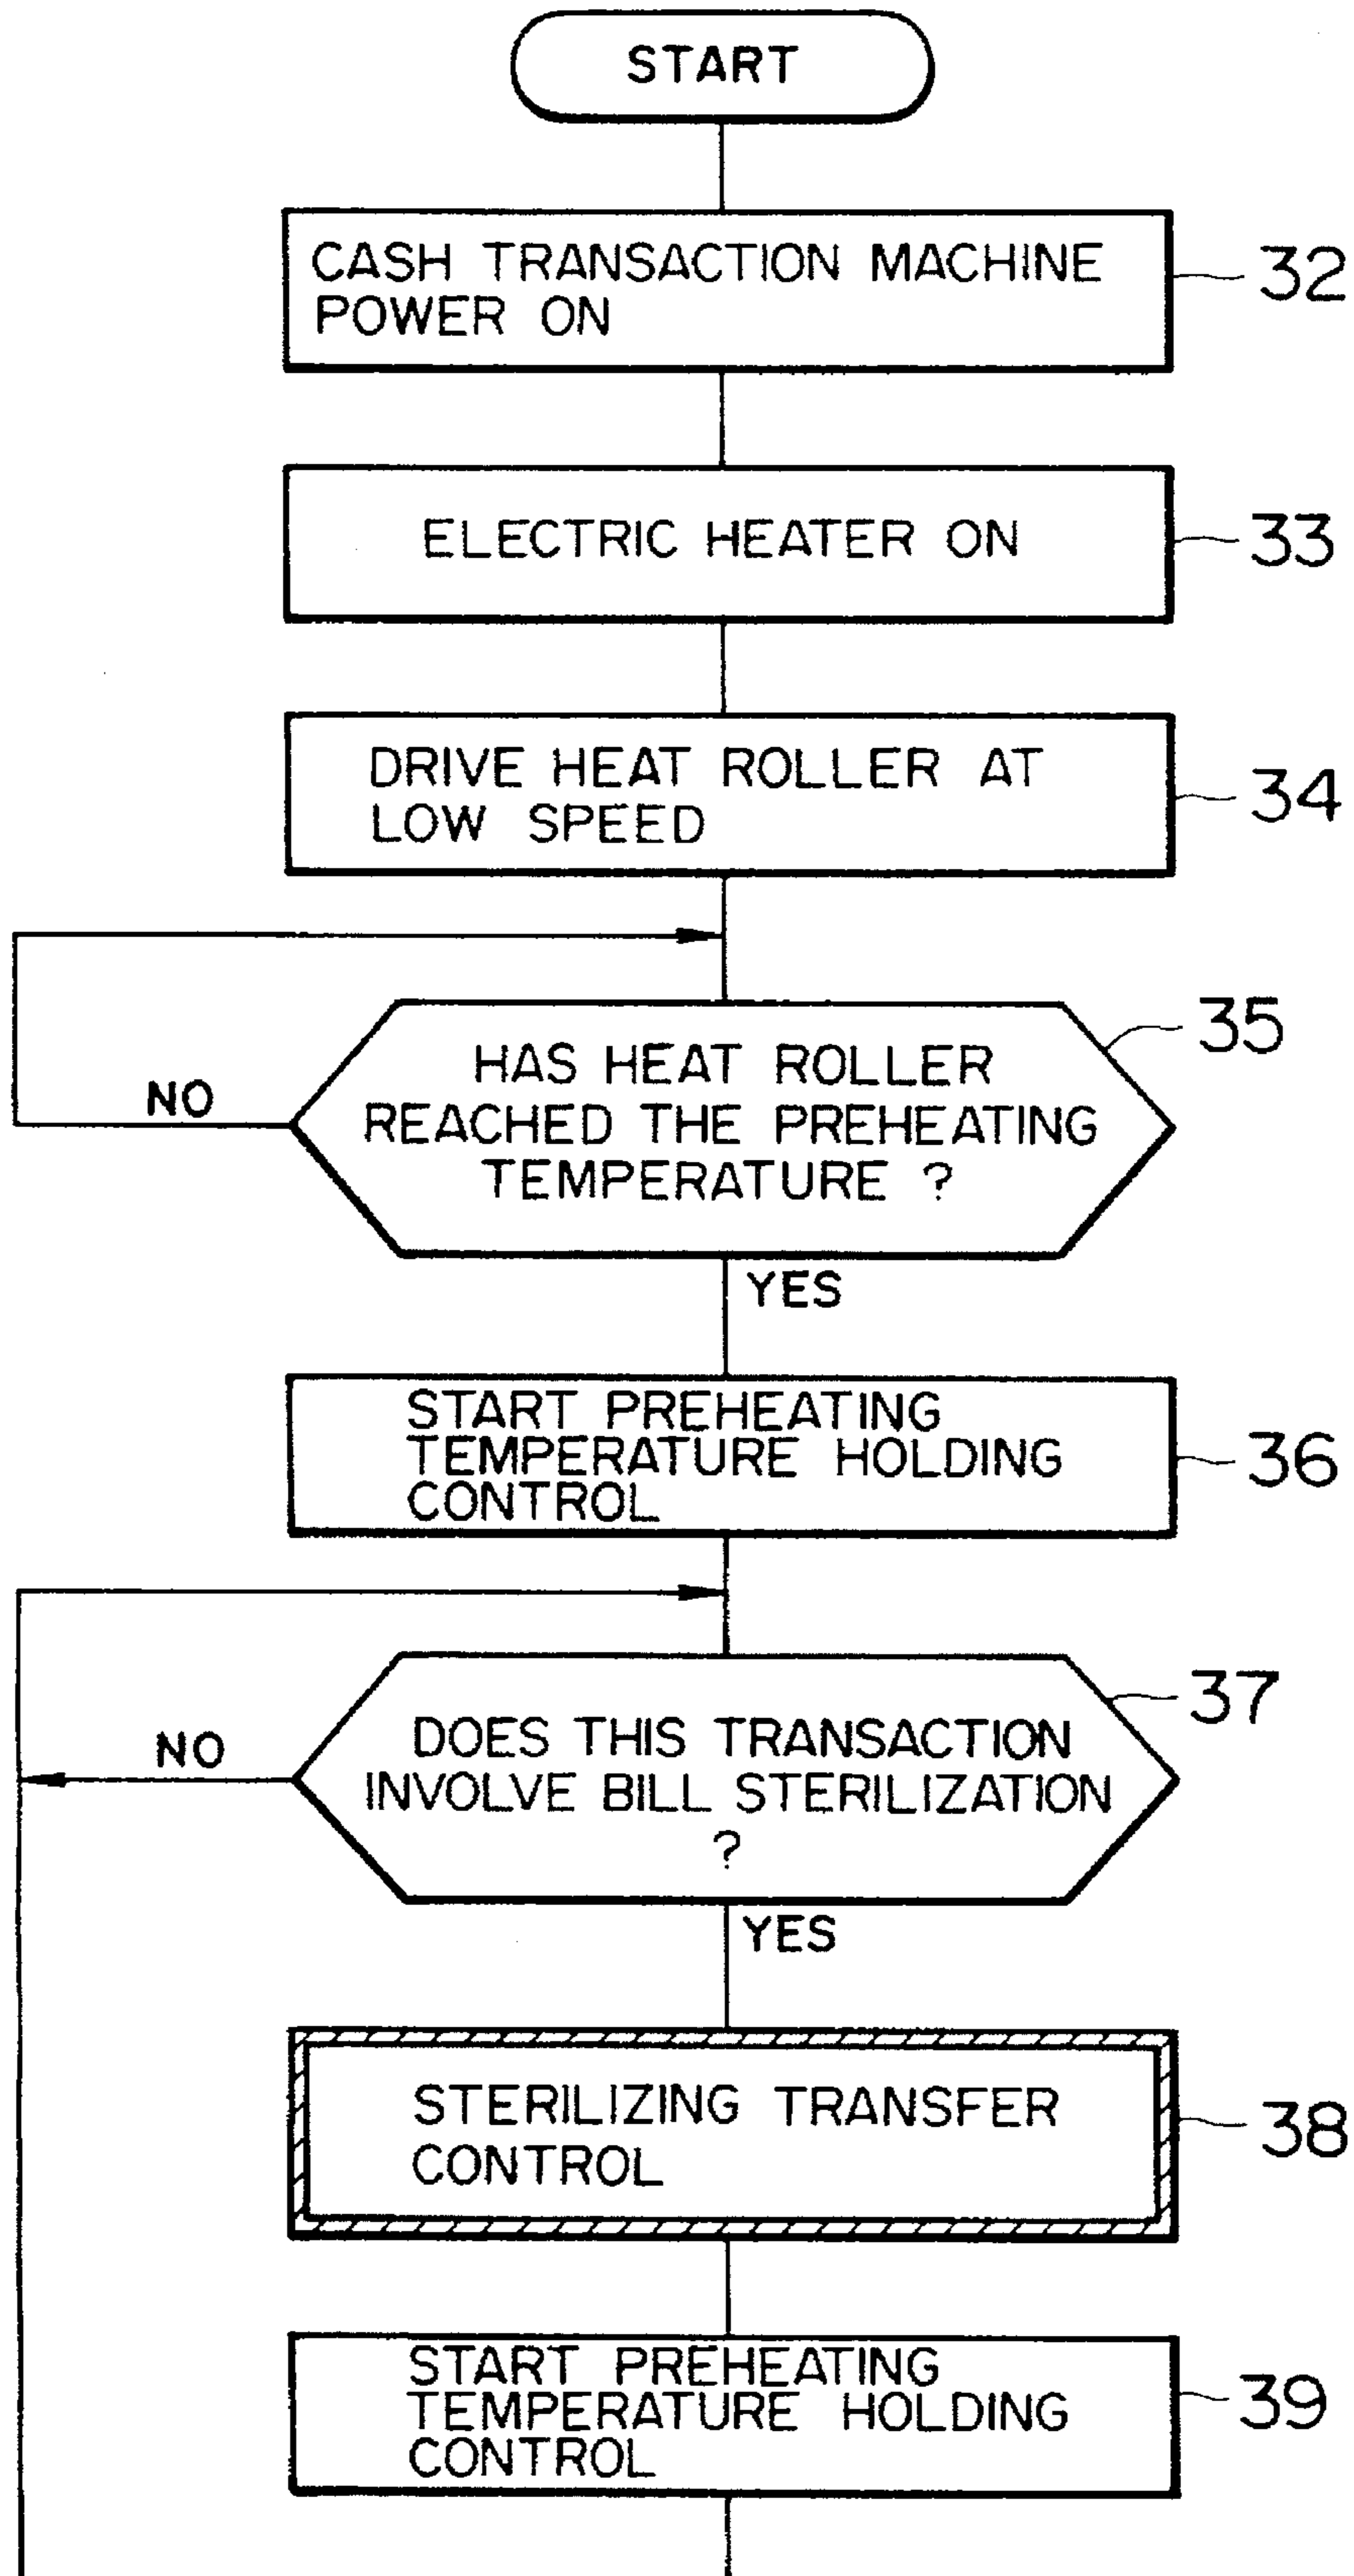 START
CASH TRANSACTION MACHINE
POWER ON
32
ELECTRIC HEATER ON
33
DRIVE HEAT ROLLER AT
LOW SPEED
34
35
HAS HEAT ROLLER
REACHED THE PREHEATING
TEMPERATURE ?
NO
YES
START PREHEATING
TEMPERATURE HOLDING
CONTROL
36
37
DOES THIS TRANSACTION
INVOLVE BILL STERILIZATION
?
NO
YES
STERILIZING TRANSFER
CONTROL
38
START PREHEATING
TEMPERATURE HOLDING
CONTROL
39